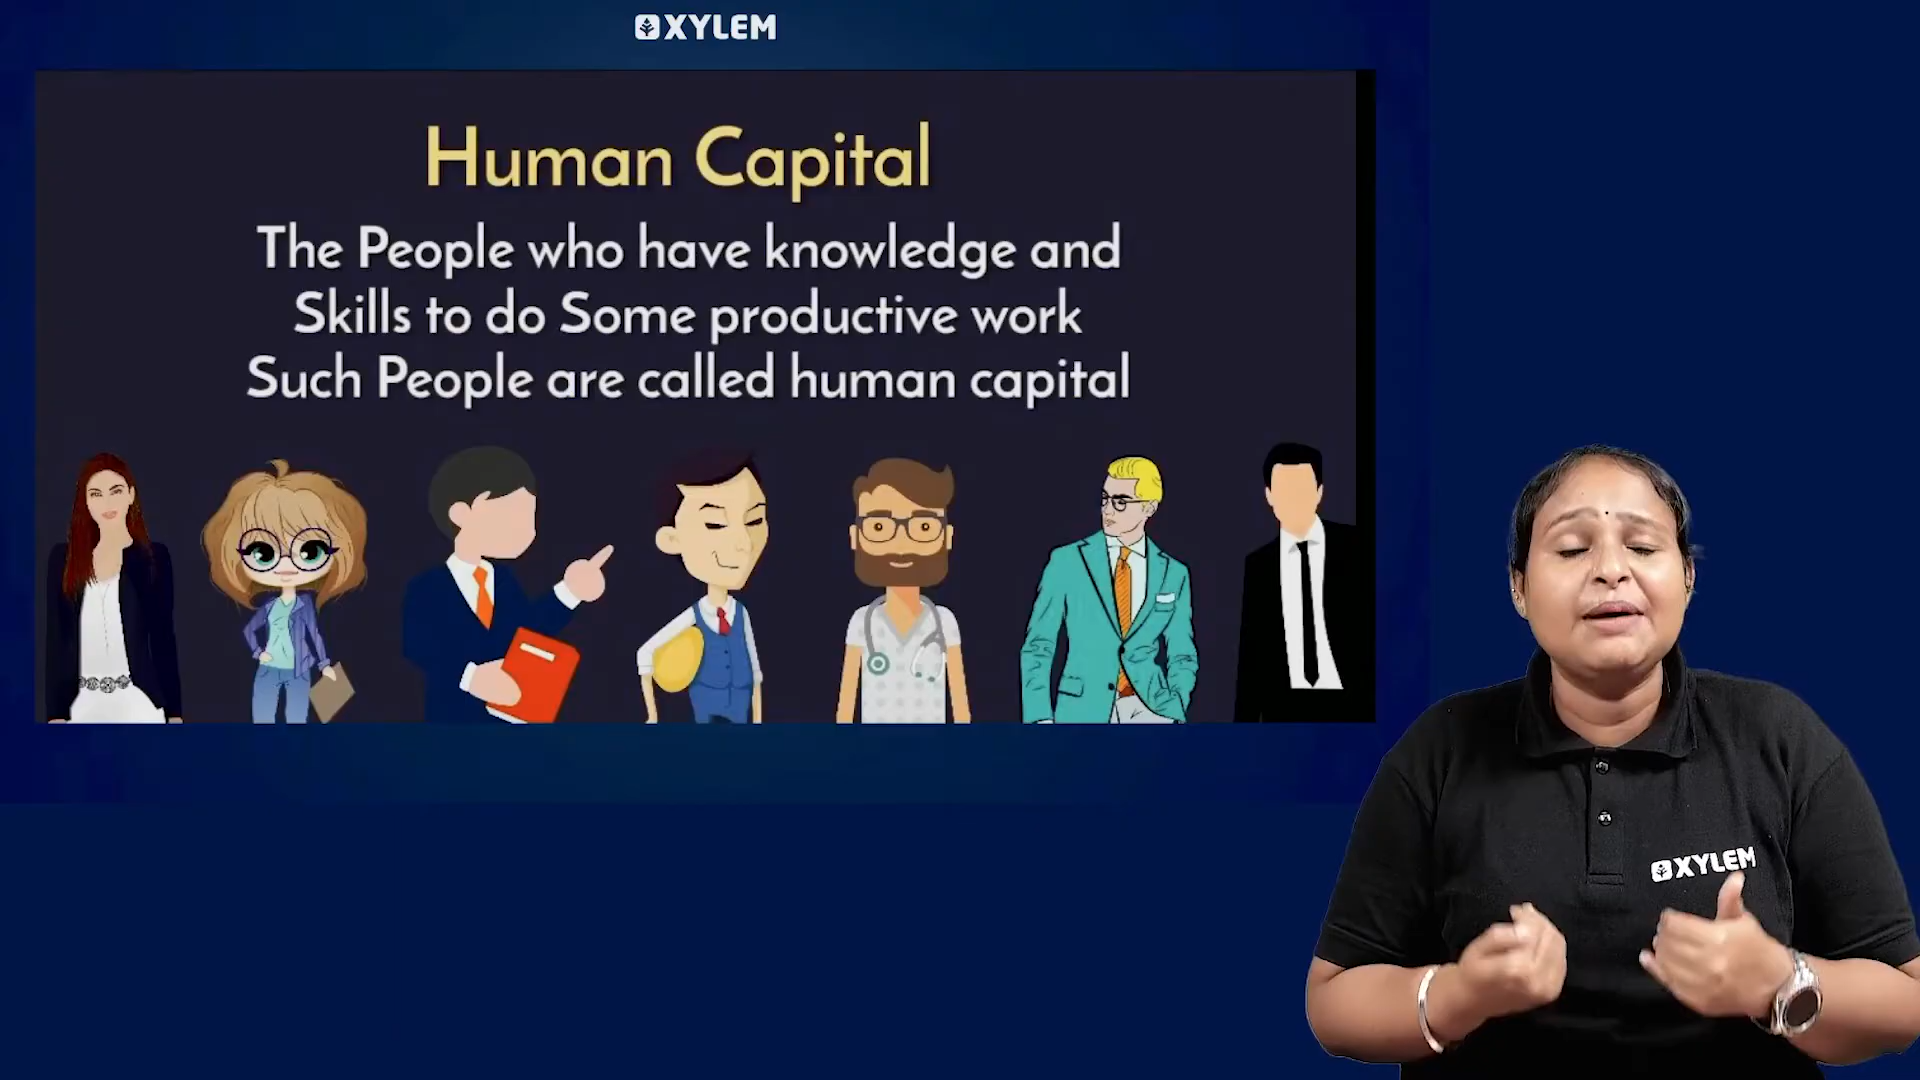 XYLEM
Human Capital
The People who have knowledge and
Skills to do Some productive work
Such People are called human capital
XYLEM